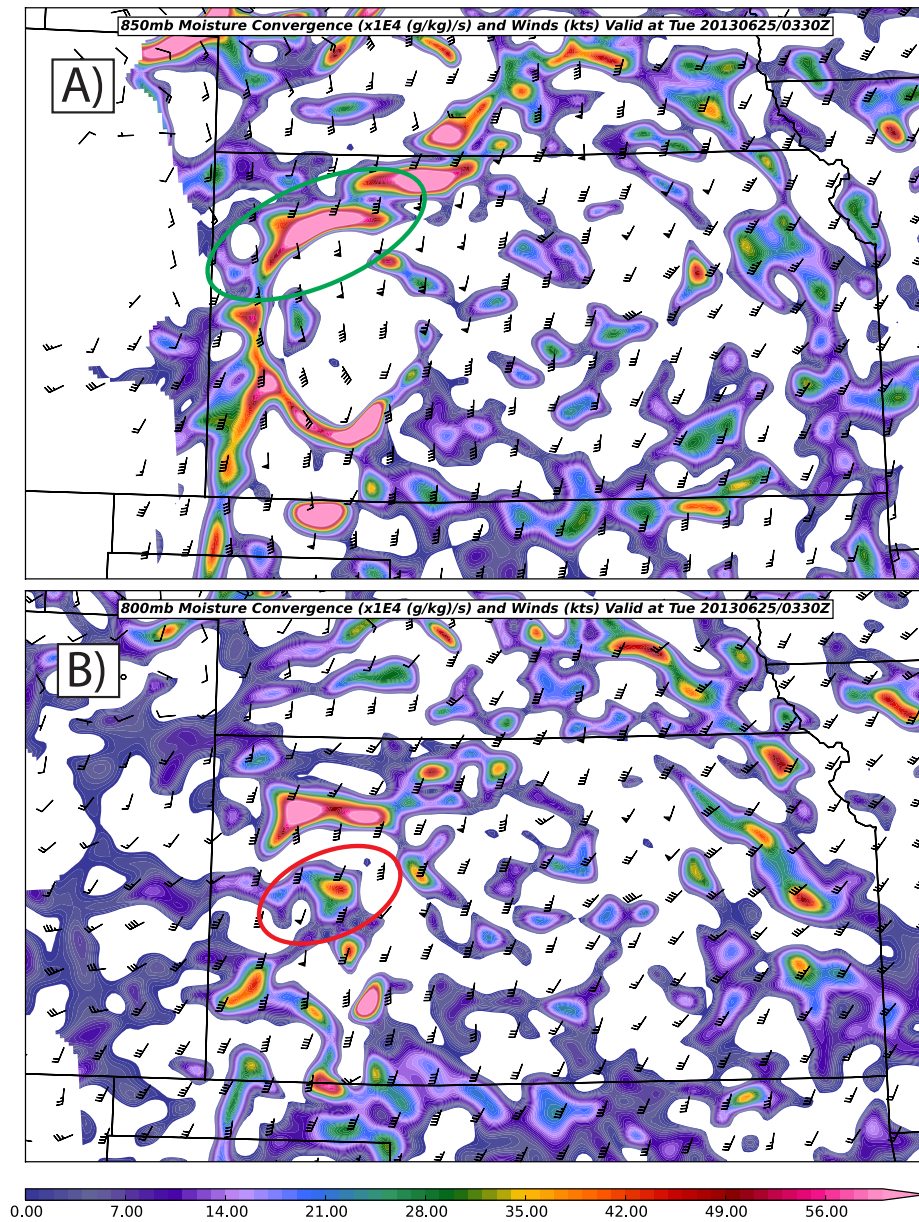 850mb Moisture Convergence (x1E4 (g/kg)/s) and Winds (kts) Valid at Tue 20130625/0330Z
A)
800mb Moisture Convergence (x1E4 (g/kg)/s) and Winds (kts) Valid at Tue 20130625/0330Z
B)
0.00 7.00 14.00 21.00 28.00 35.00 42.00 49.00 56.00